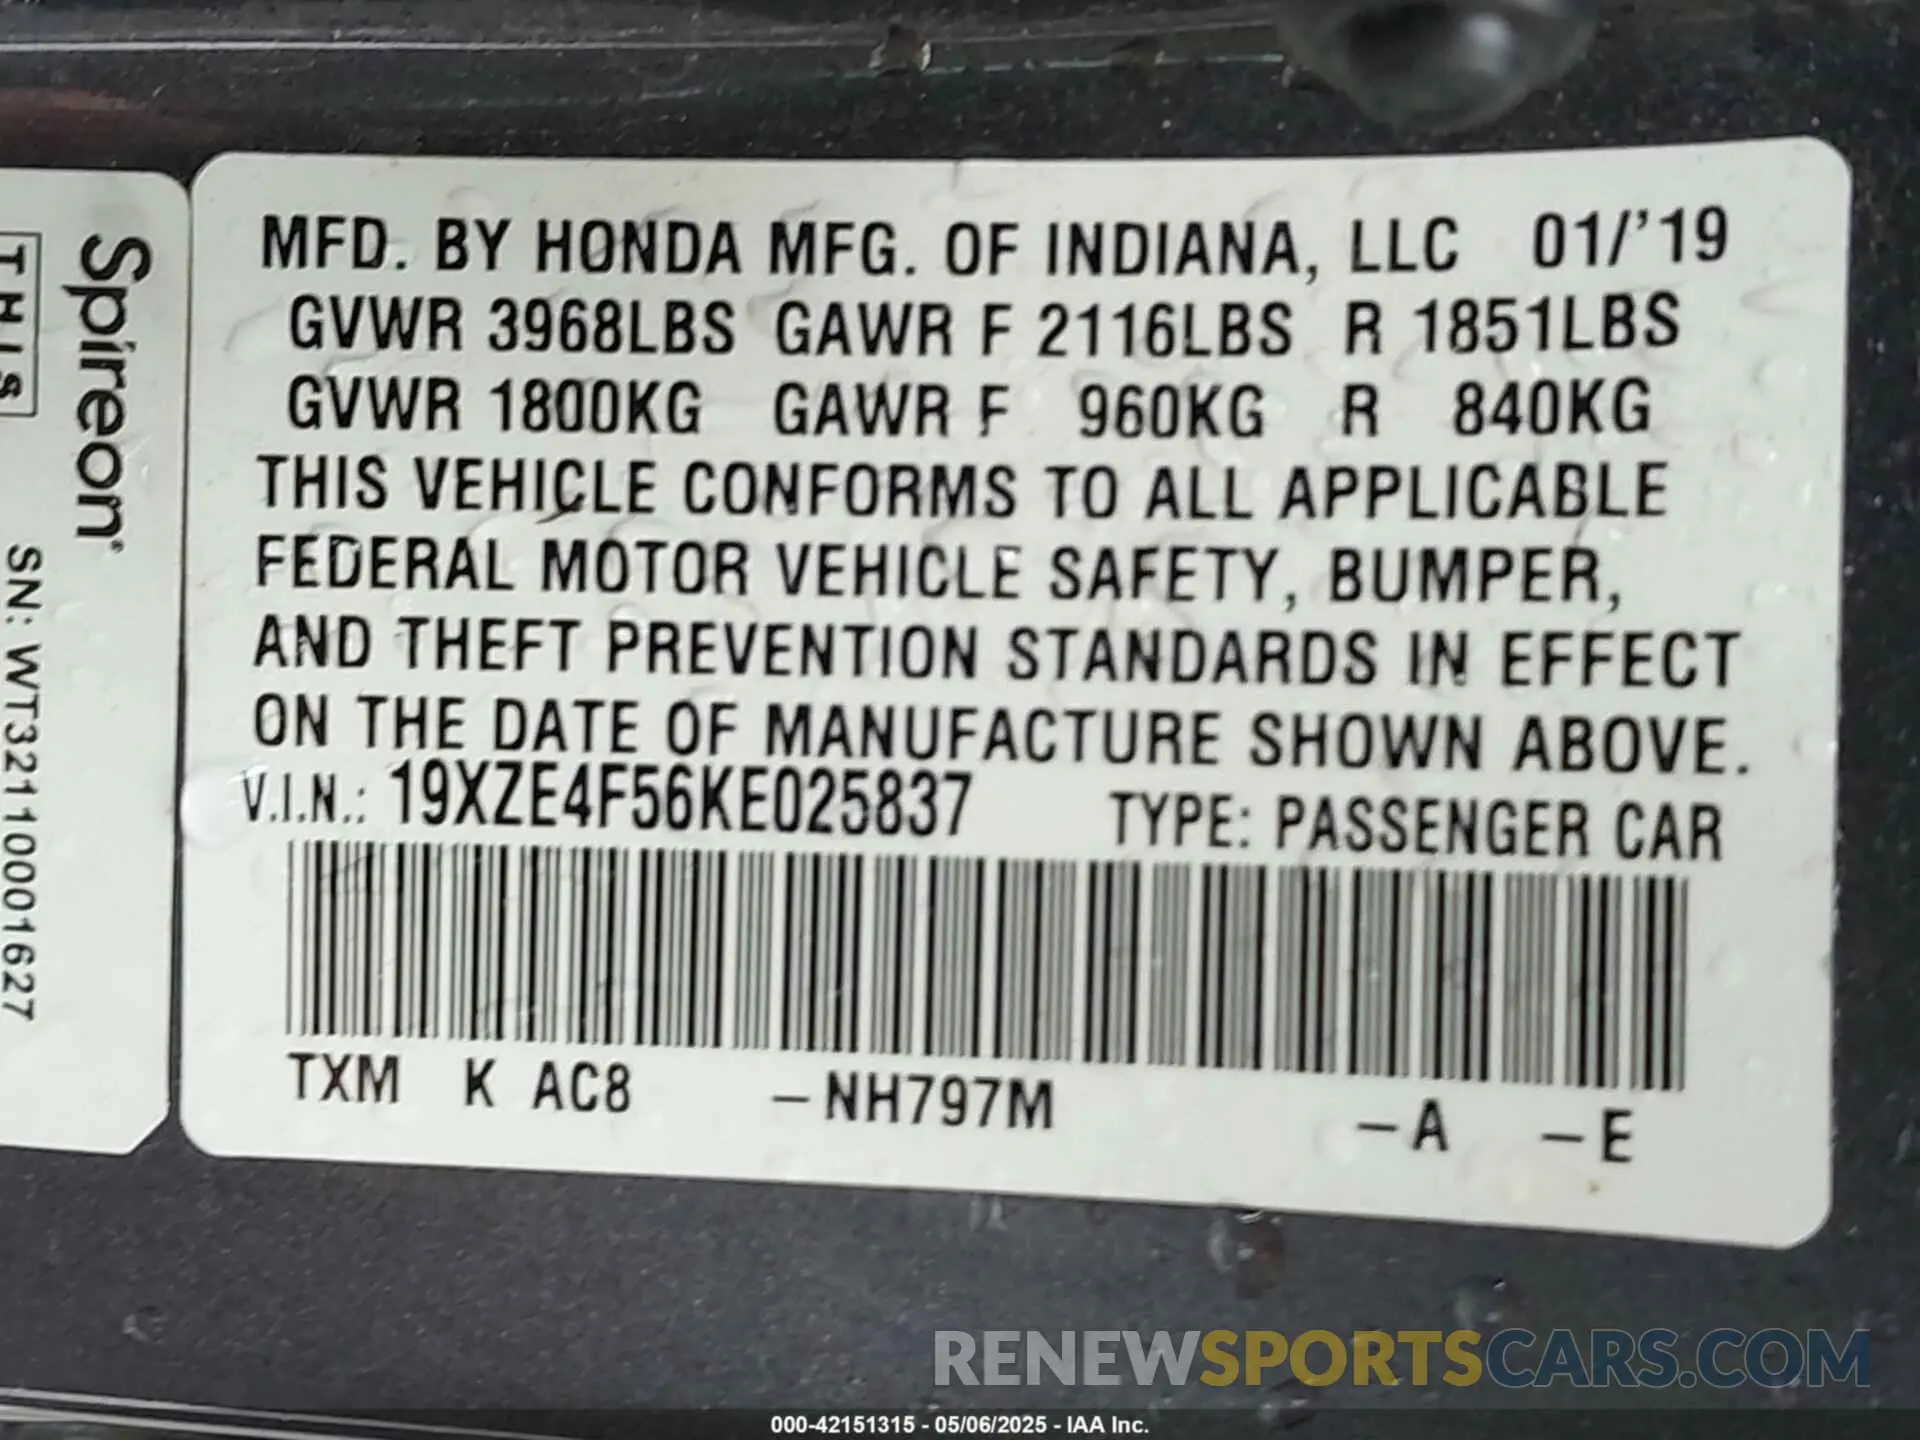 MFD. BY HONDA MFG. OF INDIANA, LLC 01/'19
GVWR 3968LBS GAWR F 2116LBS R 1851LBS
GVWR 1800KG GAWR F 960KG R 840KG
THIS VEHICLE CONFORMS TO ALL APPLICABLE
FEDERAL MOTOR VEHICLE SAFETY, BUMPER,
AND THEFT PREVENTION STANDARDS IN EFFECT
ON THE DATE OF MANUFACTURE SHOWN ABOVE.
V.I.N.: 19XZE4F56KE025837 TYPE: PASSENGER CAR
TXM K AC8 –NH797M –A –E
Spireon
THIS
SN: WT32110001627
RENEWSPORTSCARS.COM
000-42151315 - 05/06/2025 - IAA Inc.